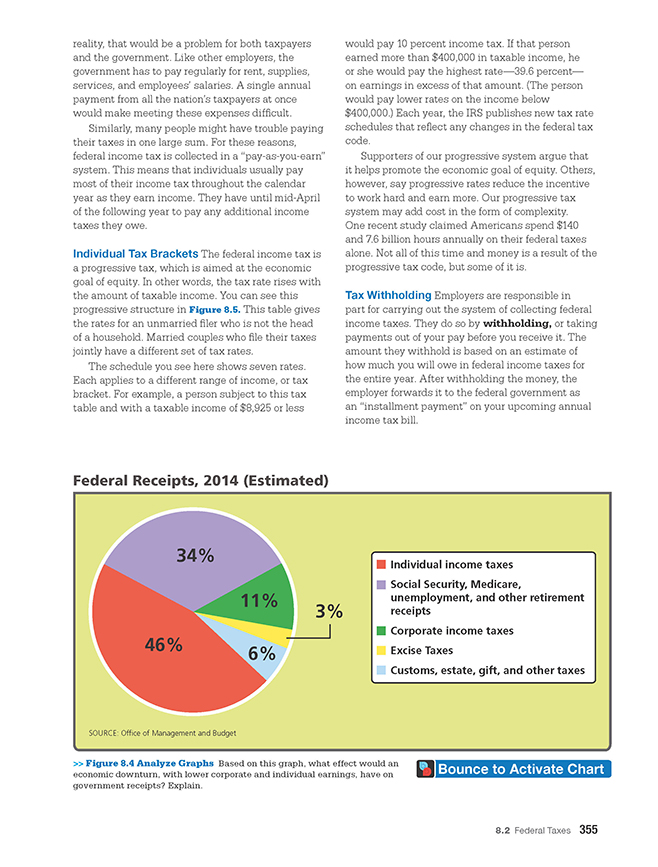 reality, that would be a problem for both taxpayers
and the government. Like other employers, the
government has to pay regularly for rent, supplies,
services, and employees' salaries. A single annual
payment from all the nation's taxpayers at once
would make meeting these expenses difficult.
Similarly, many people might have trouble paying
their taxes in one large sum. For these reasons,
federal income tax is collected in a “pay-as-you-earn”
system. This means that individuals usually pay
most of their income tax throughout the calendar
year as they earn income. They have until mid-April
of the following year to pay any additional income
taxes they owe.
Individual Tax Brackets The federal income tax is
a progressive tax, which is aimed at the economic
goal of equity. In other words, the tax rate rises with
the amount of taxable income. You can see this
progressive structure in Figure 8.5. This table gives
the rates for an unmarried filer who is not the head
of a household. Married couples who file their taxes
jointly have a different set of tax rates.
The schedule you see here shows seven rates.
Each applies to a different range of income, or tax
bracket. For example, a person subject to this tax
table and with a taxable income of $8,925 or less
would pay 10 percent income tax. If that person
earned more than $400,000 in taxable income, he
or she would pay the highest rate—39.6 percent—
on earnings in excess of that amount. (The person
would pay lower rates on the income below
$400,000.) Each year, the IRS publishes new tax rate
schedules that reflect any changes in the federal tax
code.
Supporters of our progressive system argue that
it helps promote the economic goal of equity. Others,
however, say progressive rates reduce the incentive
to work hard and earn more. Our progressive tax
system may add cost in the form of complexity.
One recent study claimed Americans spend $140
and 7.6 billion hours annually on their federal taxes
alone. Not all of this time and money is a result of the
progressive tax code, but some of it is.
Tax Withholding Employers are responsible in
part for carrying out the system of collecting federal
income taxes. They do so by withholding, or taking
payments out of your pay before you receive it. The
amount they withhold is based on an estimate of
how much you will owe in federal income taxes for
the entire year. After withholding the money, the
employer forwards it to the federal government as
an “installment payment” on your upcoming annual
income tax bill.
Federal Receipts, 2014 (Estimated)
34%
11%
3%
46%
6%
Individual income taxes
Social Security, Medicare,
unemployment, and other retirement
receipts
Corporate income taxes
Excise Taxes
Customs, estate, gift, and other taxes
SOURCE: Office of Management and Budget
>> Figure 8.4 Analyze Graphs Based on this graph, what effect would an
economic downturn, with lower corporate and individual earnings, have on
government receipts? Explain.
Bounce to Activate Chart
8.2 Federal Taxes 355